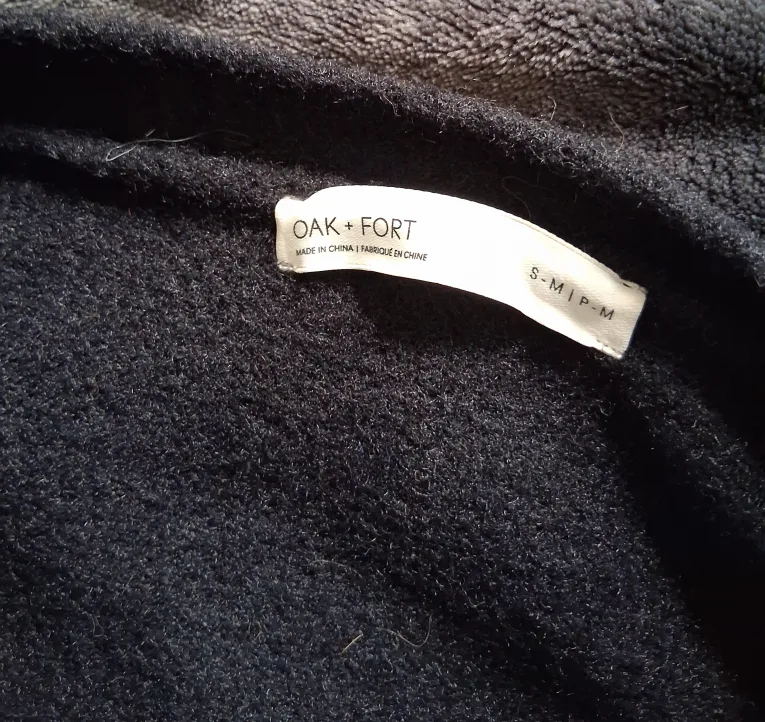 OAK + FORT
MADE IN CHINA | FABRIQUÉ EN CHINE
S-M | P-M